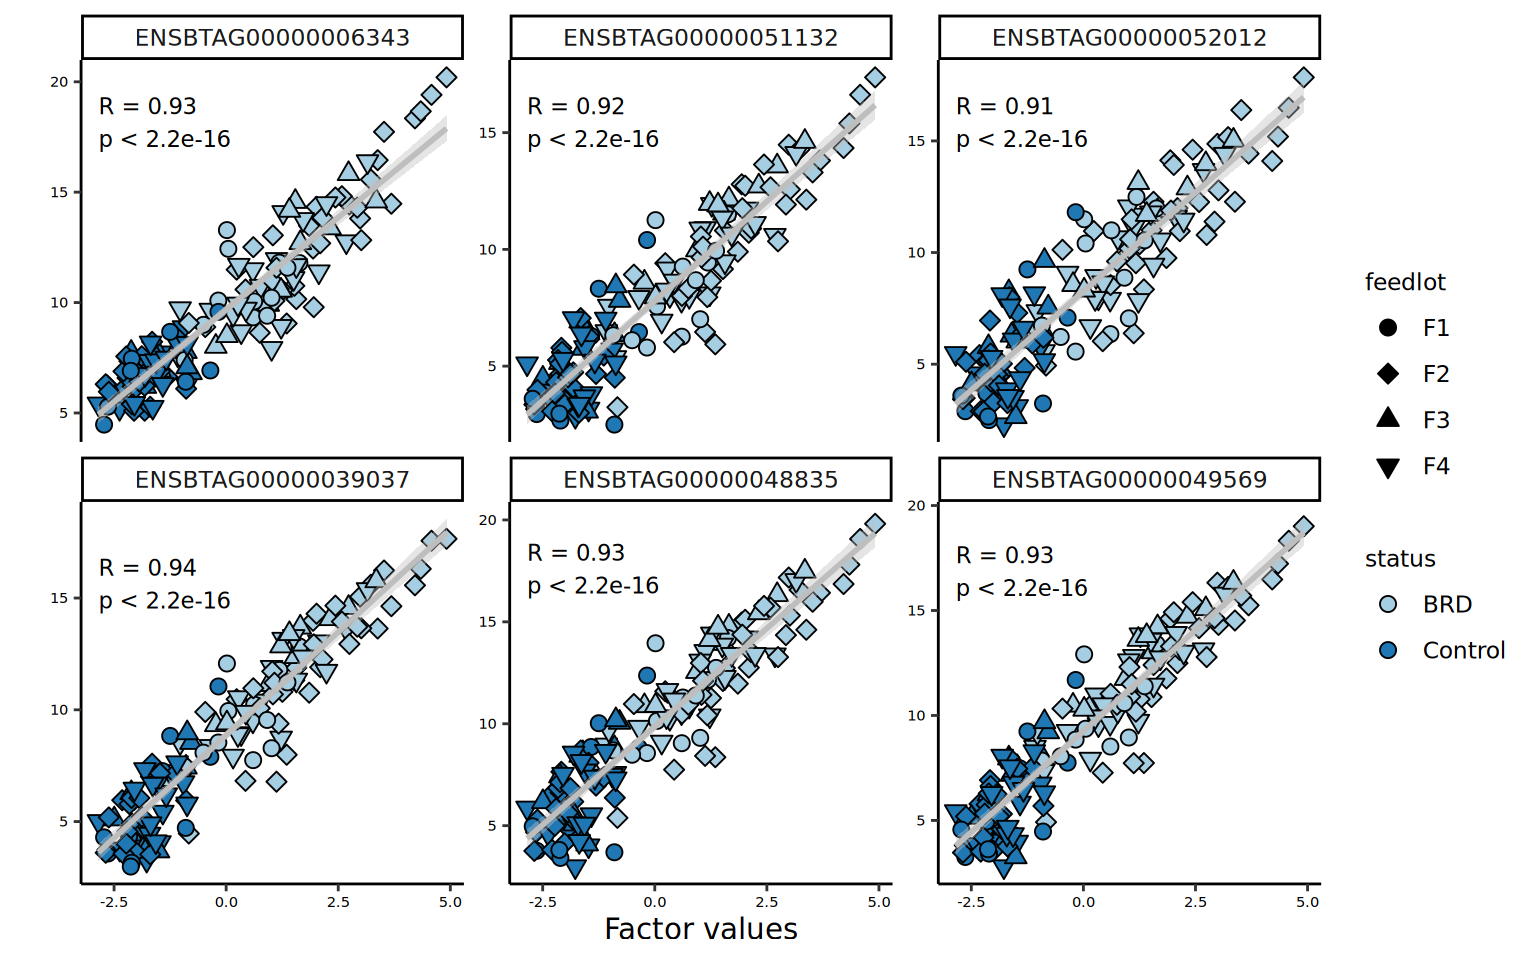 ENSBTAG00000006343
ENSBTAG00000051132
ENSBTAG00000052012
R = 0.93
p < 2.2e-16
R = 0.92
p < 2.2e-16
R = 0.91
p < 2.2e-16
20
15
10
5
15
10
5
15
10
5
ENSBTAG00000039037
ENSBTAG00000048835
ENSBTAG00000049569
R = 0.94
p < 2.2e-16
R = 0.93
p < 2.2e-16
R = 0.93
p < 2.2e-16
15
10
5
20
15
10
5
20
15
10
5
-2.5 0.0 2.5 5.0
-2.5 0.0 2.5 5.0
-2.5 0.0 2.5 5.0
Factor values
feedlot
F1
F2
F3
F4
status
BRD
Control